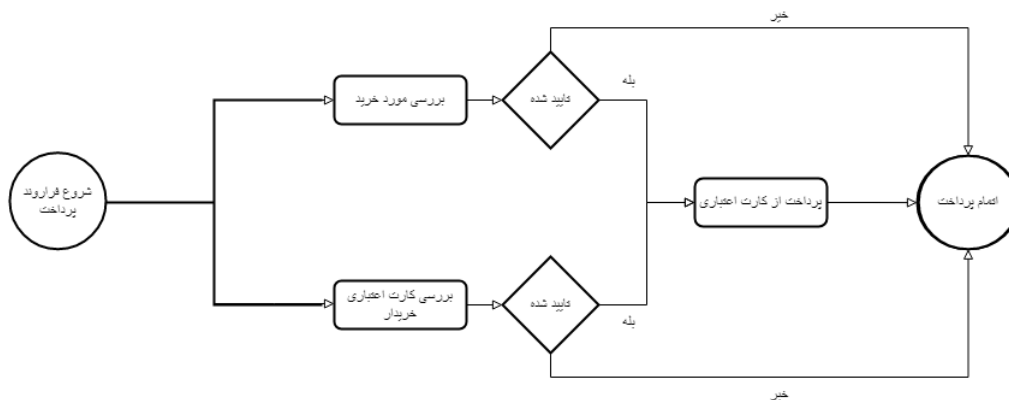 خیر
بله
بررسی مورد خرید
تایید شده
شروع فراروند
پرداخت
پرداخت از کارت اعتباری
اتمام پرداخت
بررسی کارت اعتباری
خریدار
تایید شده
بله
خیر